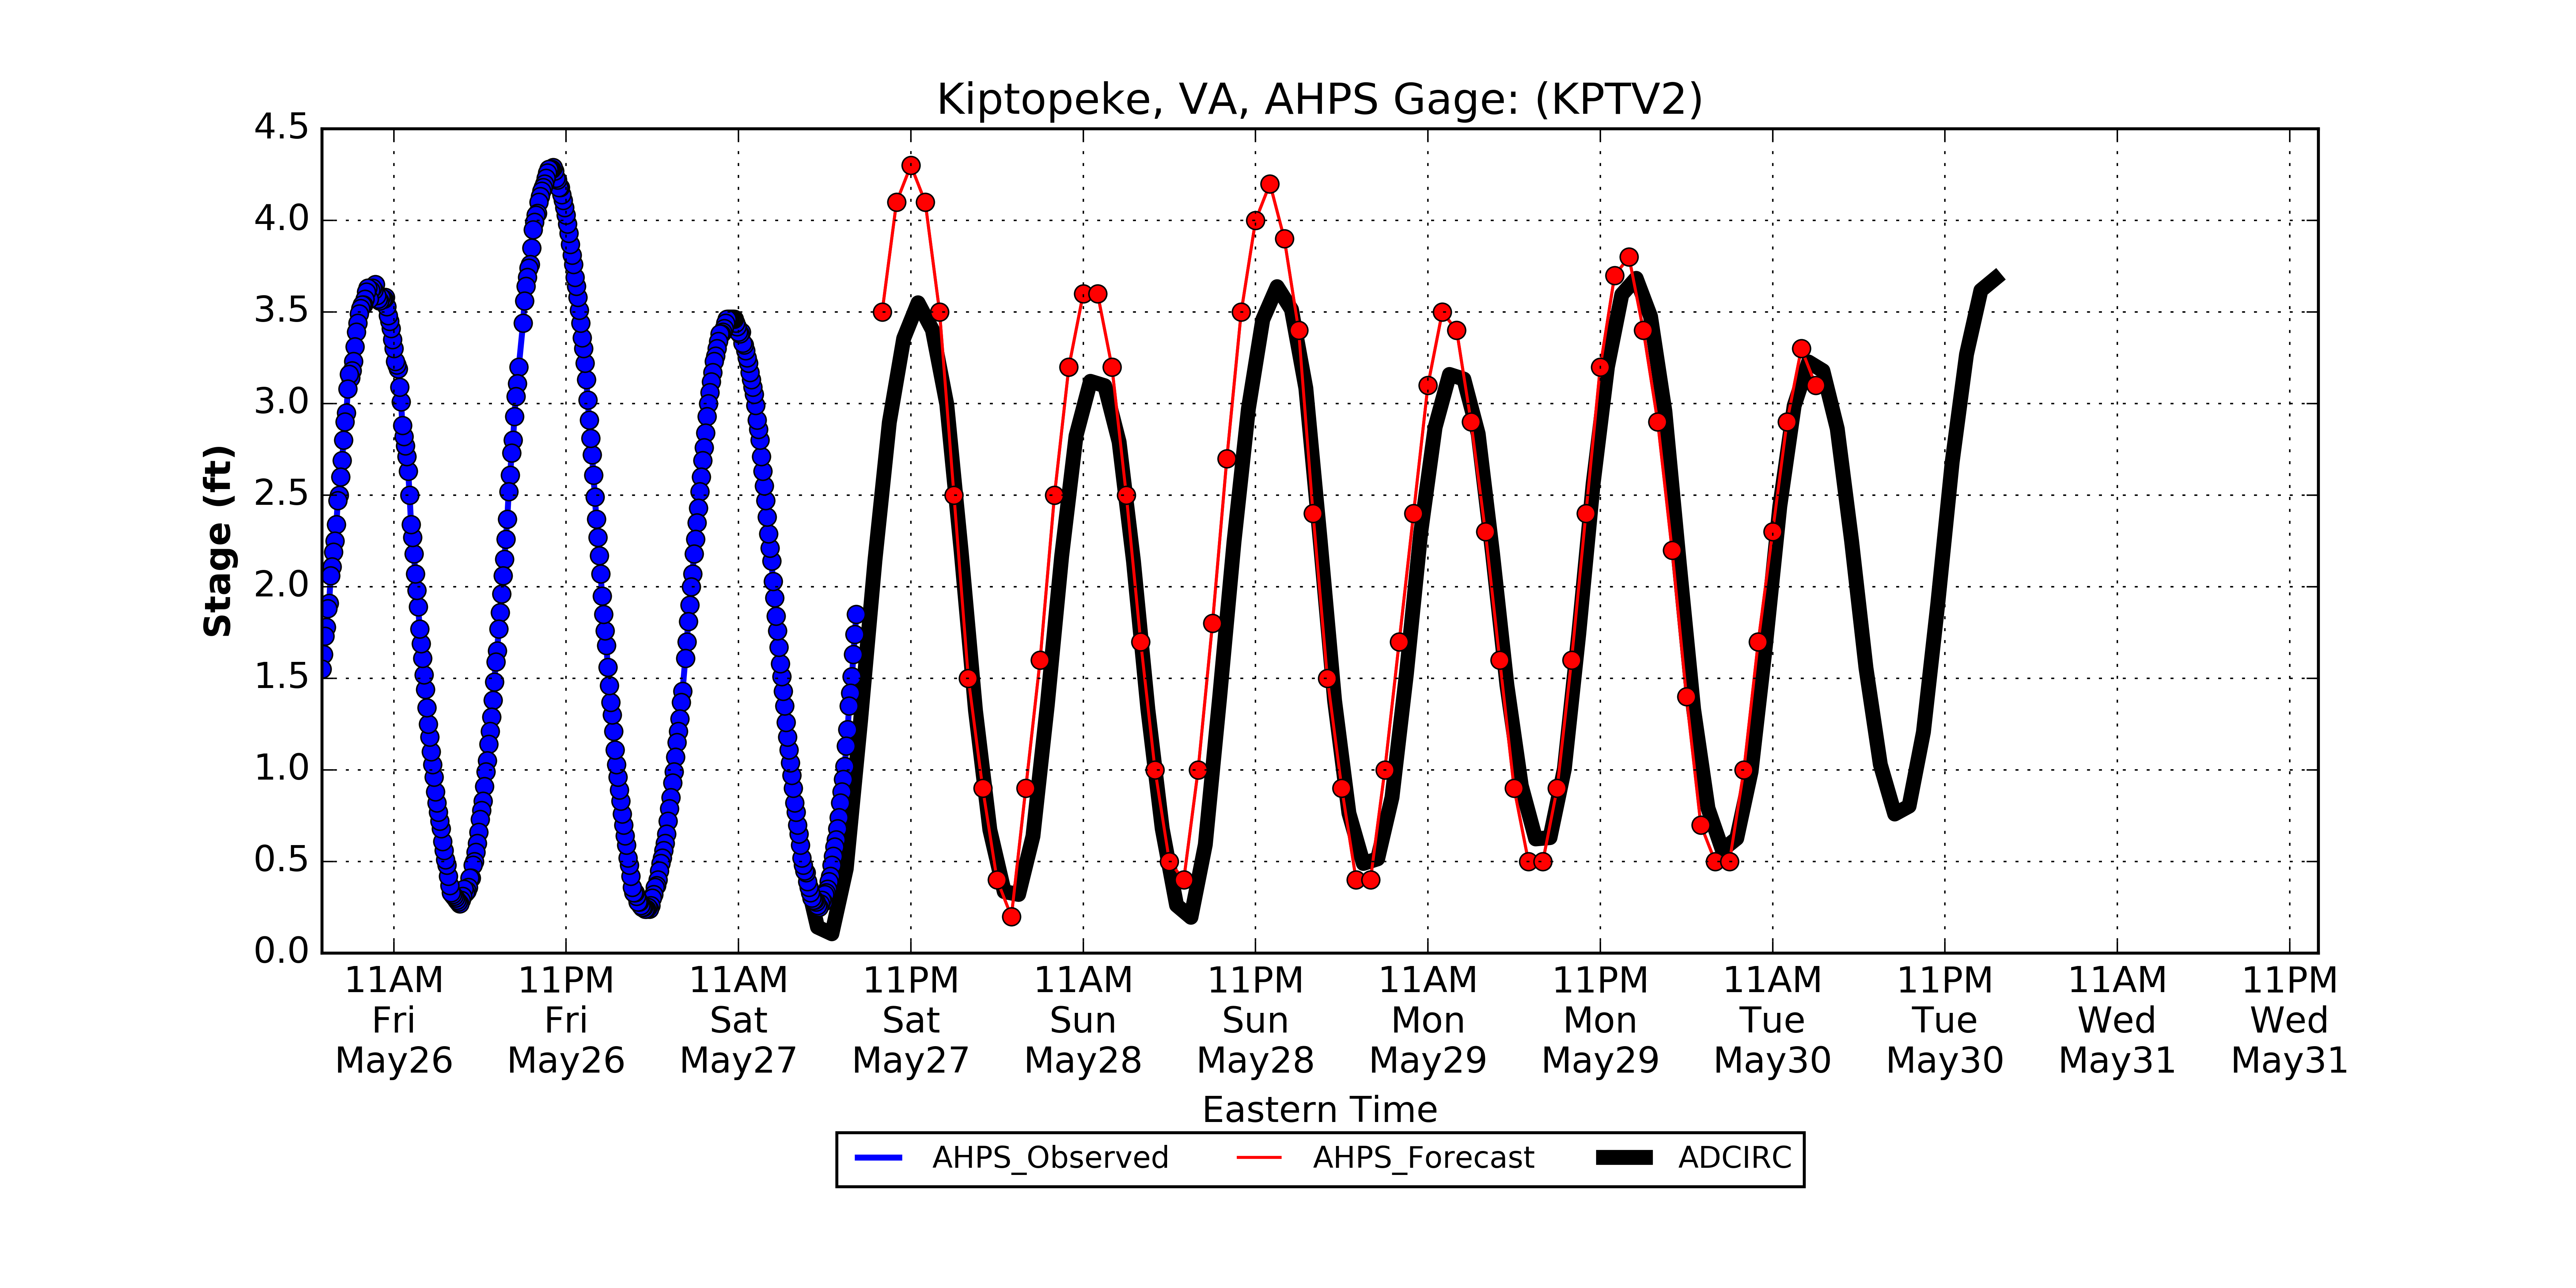 Kiptopeke, VA, AHPS Gage: (KPTV2)
4.5
4.0
3.5
3.0
2.5
2.0
1.5
1.0
0.5
0.0
Stage (ft)
11AM 11PM 11AM 11PM 11AM 11PM 11AM 11PM 11AM 11PM 11AM 11PM
Fri Fri Sat Sat Sun Sun Mon Mon Tue Tue Wed Wed
May26 May26 May27 May27 May28 May28 May29 May29 May30 May30 May31 May31
Eastern Time
AHPS_Observed AHPS_Forecast ADCIRC